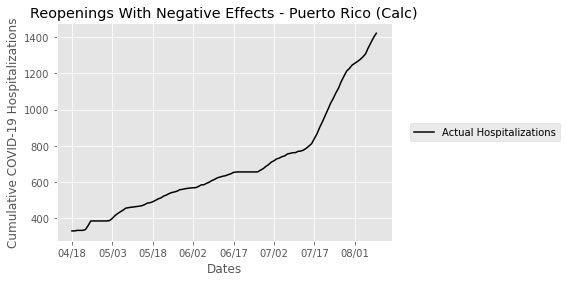 Reopenings With Negative Effects - Puerto Rico (Calc)
Cumulative COVID-19 Hospitalizations
1400
1200
1000
800
600
400
04/18 05/03 05/18 06/02 06/17 07/02 07/17 08/01
Dates
Actual Hospitalizations